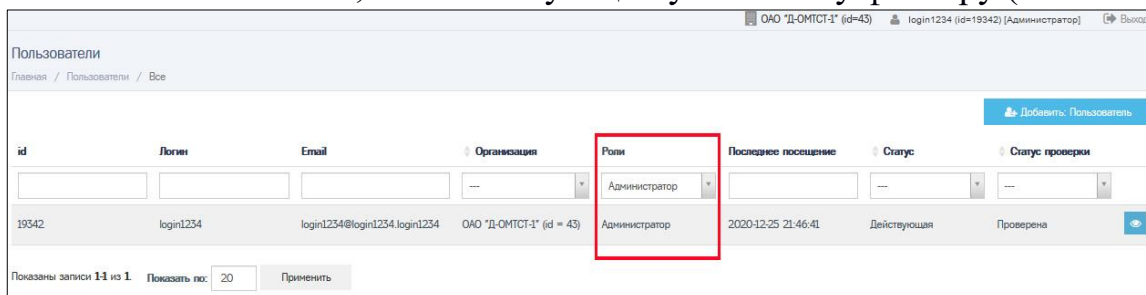 ОАО "Д-ОМТСТ-1" (id=43) login1234 (id=19342) [Администратор] Выход
Пользователи
Главная / Пользователи / Все
Добавить: Пользователь
id Логин Email Организация Роли Последнее посещение Статус Статус проверки
--- Администратор --- ---
19342 login1234 login1234@login1234.login1234 ОАО "Д-ОМТСТ-1" (id = 43) Администратор 2020-12-25 21:46:41 Действующая Проверена
Показаны записи 1-1 из 1. Показать по: 20 Применить